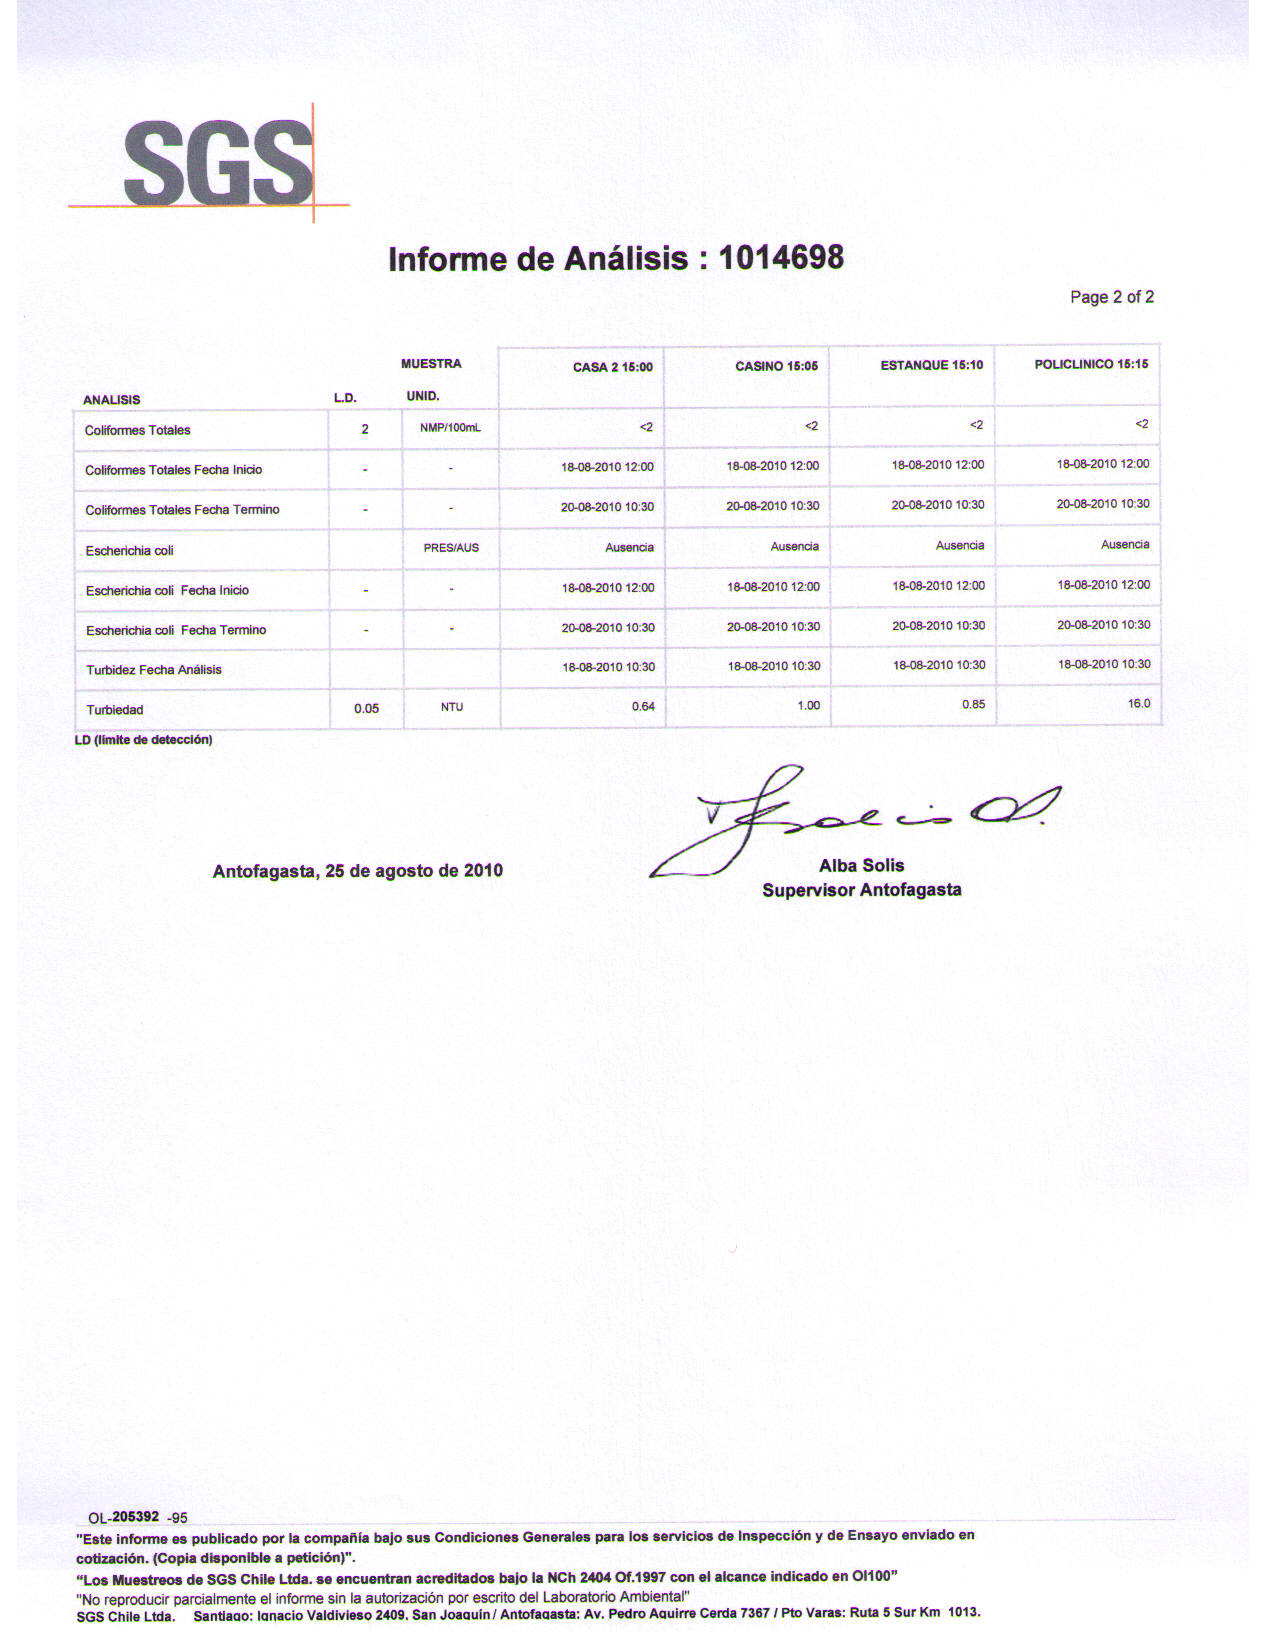 SGS
Informe de Análisis : 1014698
Page 2 of 2
MUESTRA CASA 2 15:00 CASINO 15:05 ESTANQUE 15:10 POLICLINICO 15:15
ANALISIS L.D. UNID.
Coliformes Totales 2 NMP/100mL <2 <2 <2 <2
Coliformes Totales Fecha Inicio - - 18-08-2010 12:00 18-08-2010 12:00 18-08-2010 12:00 18-08-2010 12:00
Coliformes Totales Fecha Termino - - 20-08-2010 10:30 20-08-2010 10:30 20-08-2010 10:30 20-08-2010 10:30
Escherichia coli PRES/AUS Ausencia Ausencia Ausencia Ausencia
Escherichia coli Fecha Inicio - - 18-08-2010 12:00 18-08-2010 12:00 18-08-2010 12:00 18-08-2010 12:00
Escherichia coli Fecha Termino - - 20-08-2010 10:30 20-08-2010 10:30 20-08-2010 10:30 20-08-2010 10:30
Turbidez Fecha Análisis 18-08-2010 10:30 18-08-2010 10:30 18-08-2010 10:30 18-08-2010 10:30
Turbiedad 0.05 NTU 0.64 1.00 0.85 16.0
LD (límite de detección)
Antofagasta, 25 de agosto de 2010
Alba Solis
Supervisor Antofagasta
OL-205392 -95
"Este informe es publicado por la compañía bajo sus Condiciones Generales para los servicios de Inspección y de Ensayo enviado en
cotización. (Copia disponible a petición)".
“Los Muestreos de SGS Chile Ltda. se encuentran acreditados bajo la NCh 2404 Of.1997 con el alcance indicado en OI100”
"No reproducir parcialmente el informe sin la autorización por escrito del Laboratorio Ambiental"
SGS Chile Ltda. Santiago: Ignacio Valdivieso 2409. San Joaquín / Antofagasta: Av. Pedro Aguirre Cerda 7367 / Pto Varas: Ruta 5 Sur Km 1013.